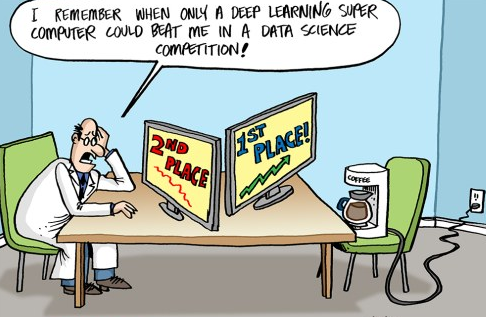 I REMEMBER WHEN ONLY A DEEP LEARNING SUPER
COMPUTER COULD BEAT ME IN A DATA SCIENCE
COMPETITION!
2ND
PLACE
1ST
PLACE!
COFFEE